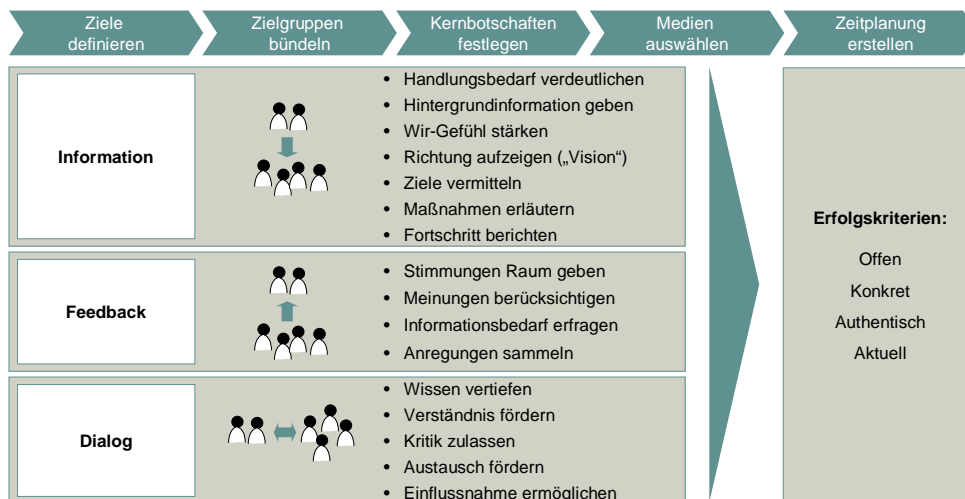 Ziele
definieren
Zielgruppen
bündeln
Kernbotschaften
festlegen
Medien
auswählen
Zeitplanung
erstellen
Information
• Handlungsbedarf verdeutlichen
• Hintergrundinformation geben
• Wir-Gefühl stärken
• Richtung aufzeigen („Vision“)
• Ziele vermitteln
• Maßnahmen erläutern
• Fortschritt berichten
Feedback
• Stimmungen Raum geben
• Meinungen berücksichtigen
• Informationsbedarf erfragen
• Anregungen sammeln
Dialog
• Wissen vertiefen
• Verständnis fördern
• Kritik zulassen
• Austausch fördern
• Einflussnahme ermöglichen
Erfolgskriterien:
Offen
Konkret
Authentisch
Aktuell